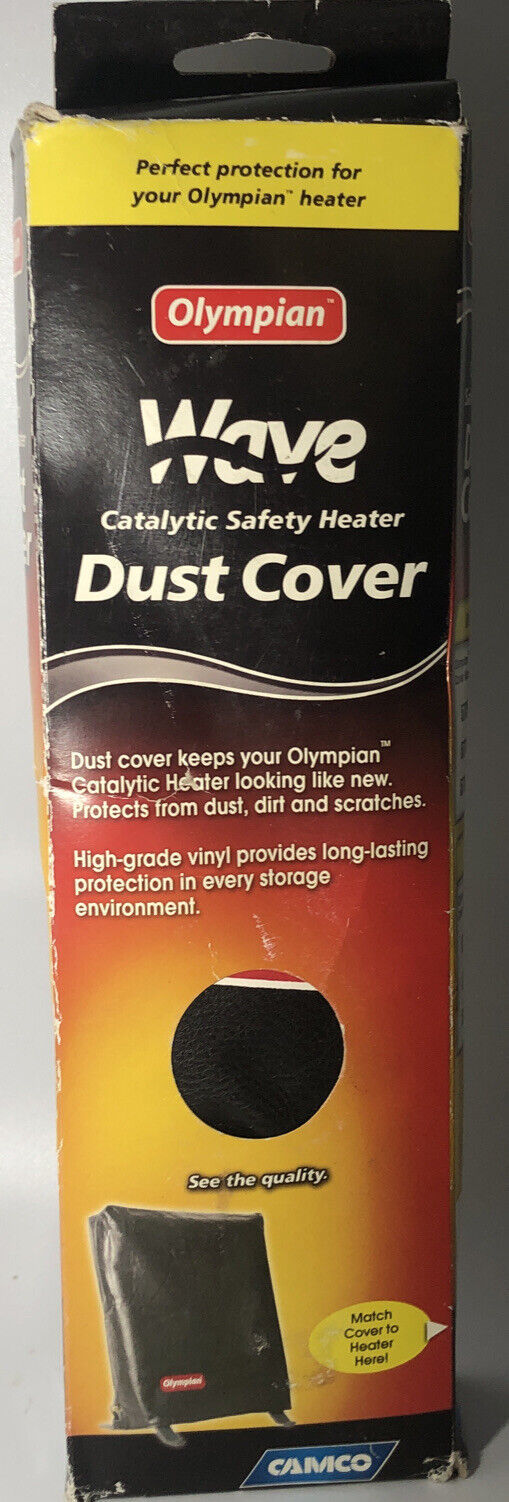 Perfect protection for
your Olympian™ heater
Olympian™
Wave
Catalytic Safety Heater
Dust Cover
Dust cover keeps your Olympian™
Catalytic Heater looking like new.
Protects from dust, dirt and scratches.
High-grade vinyl provides long-lasting
protection in every storage
environment.
See the quality.
Match
Cover to
Heater
Here!
Olympian
CAMCO